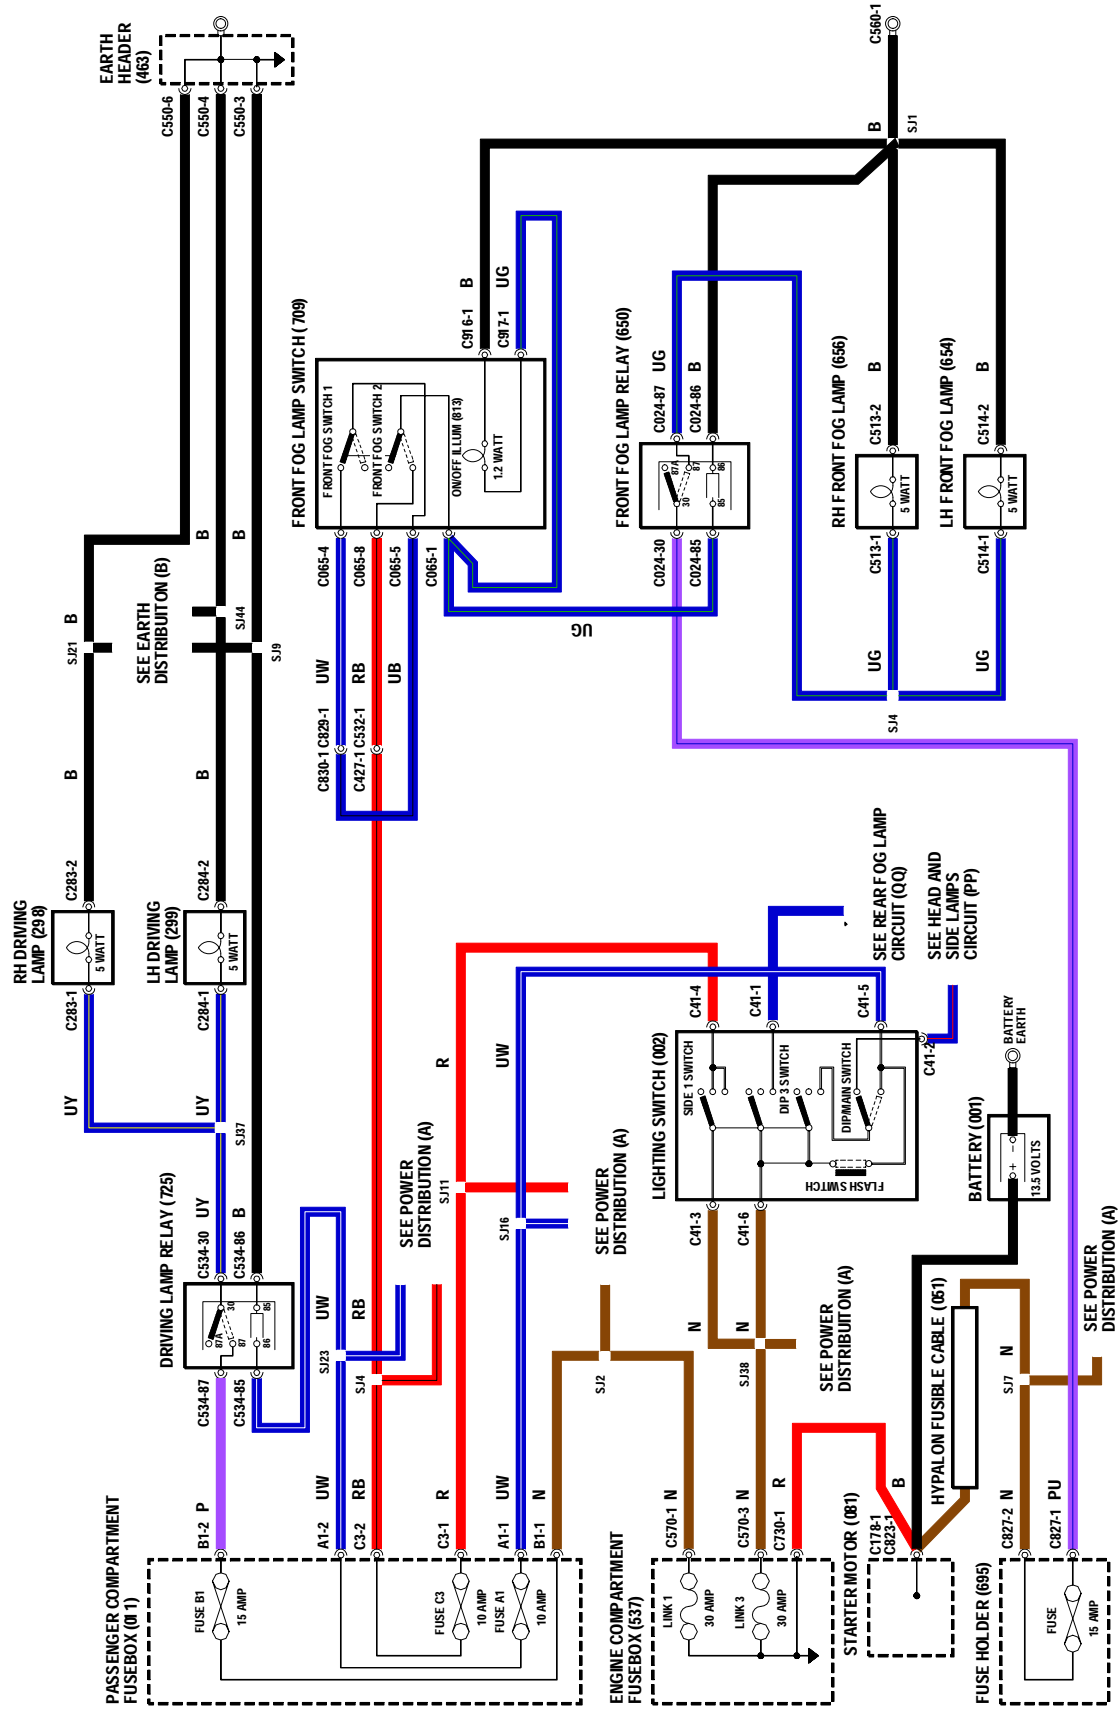 EARTH
HEADER
(463)
C550-6
C550-4
C550-3
C560-1
B
SJ1
B
UG
C916-1
C917-1
FRONT FOG LAMP SWITCH (709)
FRONT FOG SWITCH 1
FRONT FOG SWITCH 2
ON/OFF ILLUM (813)
1.2 WATT
C065-4
C065-8
C065-5
C065-1
UW
RB
UB
UG
C830-1
C829-1
C427-1
C532-1
FRONT FOG LAMP RELAY (650)
UG
B
C024-87
C024-86
87A
87
30
86
85
C024-30
C024-85
RH FRONT FOG LAMP (656)
B
C513-2
5 WATT
C513-1
UG
LH FRONT FOG LAMP (654)
B
C514-2
5 WATT
C514-1
UG
SJ4
SJ21
B
B
SEE EARTH
DISTRIBUITON (B)
B
B
SJ44
SJ9
B
RH DRIVING
LAMP (298)
C283-2
5 WATT
C283-1
LH DRIVING
LAMP (299)
C284-2
5 WATT
C284-1
UY
UY
SJ37
DRIVING LAMP RELAY (725)
UY
B
C534-30
C534-86
87A
30
87
85
86
C534-87
C534-85
UW
RB
SJ23
SJ4
SEE POWER
DISTRIBUTION (A)
R
UW
SJ11
SJ16
SEE POWER
DISTRIBUTION (A)
SJ2
LIGHTING SWITCH (002)
C41-4
C41-1
C41-5
C41-2
SIDE 1 SWITCH
DIP 3 SWITCH
DIP/MAIN SWITCH
FLASH SWITCH
C41-3
C41-6
N
N
SJ38
SEE POWER
DISTRIBUITON (A)
SEE REAR FOG LAMP
CIRCUIT (QQ)
SEE HEAD AND
SIDE LAMPS
CIRCUIT (PP)
BATTERY
EARTH
BATTERY (001)
+ -
13.5 VOLTS
HYPALON FUSIBLE CABLE (051)
N
SJ7
SEE POWER
DISTRIBUTION (A)
PASSENGER COMPARTMENT
FUSEBOX (011)
B1-2 P
A1-2 UW
C3-2 RB
C3-1 R
A1-1 UW
B1-1 N
FUSE B1
15 AMP
FUSE C3
10 AMP
FUSE A1
10 AMP
ENGINE COMPARTMENT
FUSEBOX (537)
C570-1 N
C570-3 N
C730-1 R
LINK 1
30 AMP
LINK 3
30 AMP
STARTER MOTOR (081)
C178-1
C823-1
B
FUSE HOLDER (695)
C827-2 N
C827-1 PU
FUSE
15 AMP